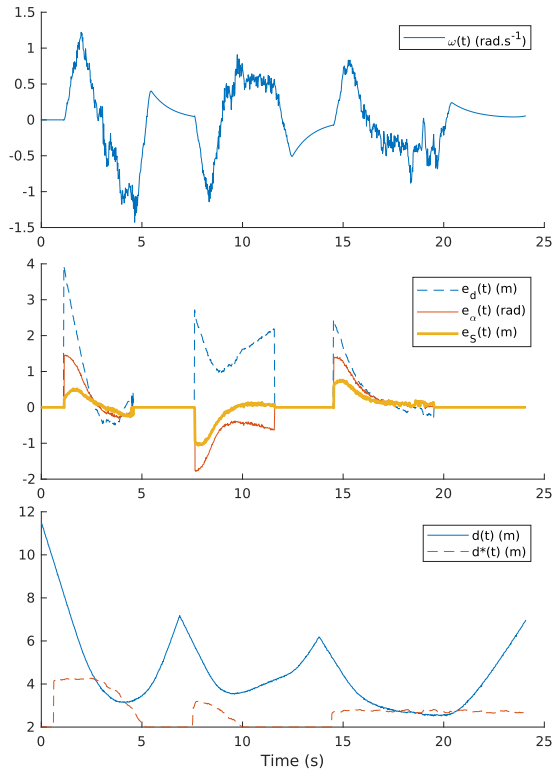 1.5
1
0.5
0
-0.5
-1
-1.5
0 5 10 15 20 25
ω(t) (rad.s⁻¹)
4
3
2
1
0
-1
-2
0 5 10 15 20 25
e_d(t) (m)
e_α(t) (rad)
e_S(t) (m)
12
10
8
6
4
2
0 5 10 15 20 25
d(t) (m)
d*(t) (m)
Time (s)